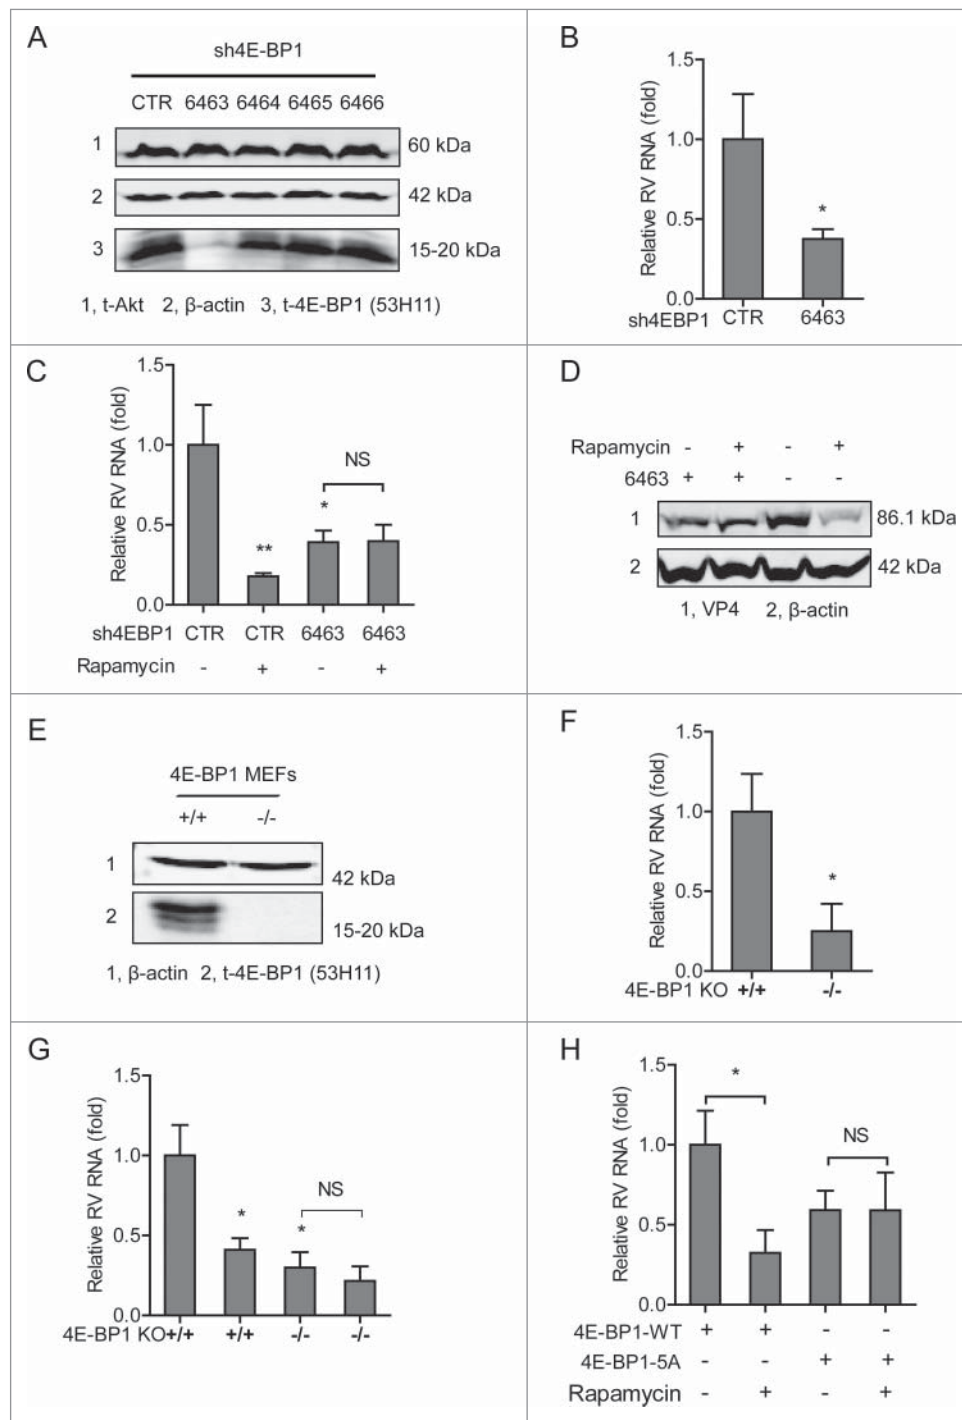 A
sh4E-BP1
CTR 6463 6464 6465 6466
1 60 kDa
2 42 kDa
3 15-20 kDa
1, t-Akt 2, β-actin 3, t-4E-BP1 (53H11)
B
Relative RV RNA (fold)
1.5
1.0
*
0.5
0.0
sh4EBP1 CTR 6463
C
Relative RV RNA (fold)
1.5
1.0
NS
0.5 ** *
0.0
sh4EBP1 CTR CTR 6463 6463
Rapamycin - + - +
D
Rapamycin - + - +
6463 + + - -
1 86.1 kDa
2 42 kDa
1, VP4 2, β-actin
E
4E-BP1 MEFs
+/+ -/-
1 42 kDa
2 15-20 kDa
1, β-actin 2, t-4E-BP1 (53H11)
F
Relative RV RNA (fold)
1.5
1.0
*
0.5
0.0
4E-BP1 KO +/+ -/-
G
Relative RV RNA (fold)
1.5
1.0
NS
* *
0.5
0.0
4E-BP1 KO+/+ +/+ -/- -/-
H
Relative RV RNA (fold)
1.5
*
NS
1.0
0.5
0.0
4E-BP1-WT + + - -
4E-BP1-5A - - + +
Rapamycin - + - +